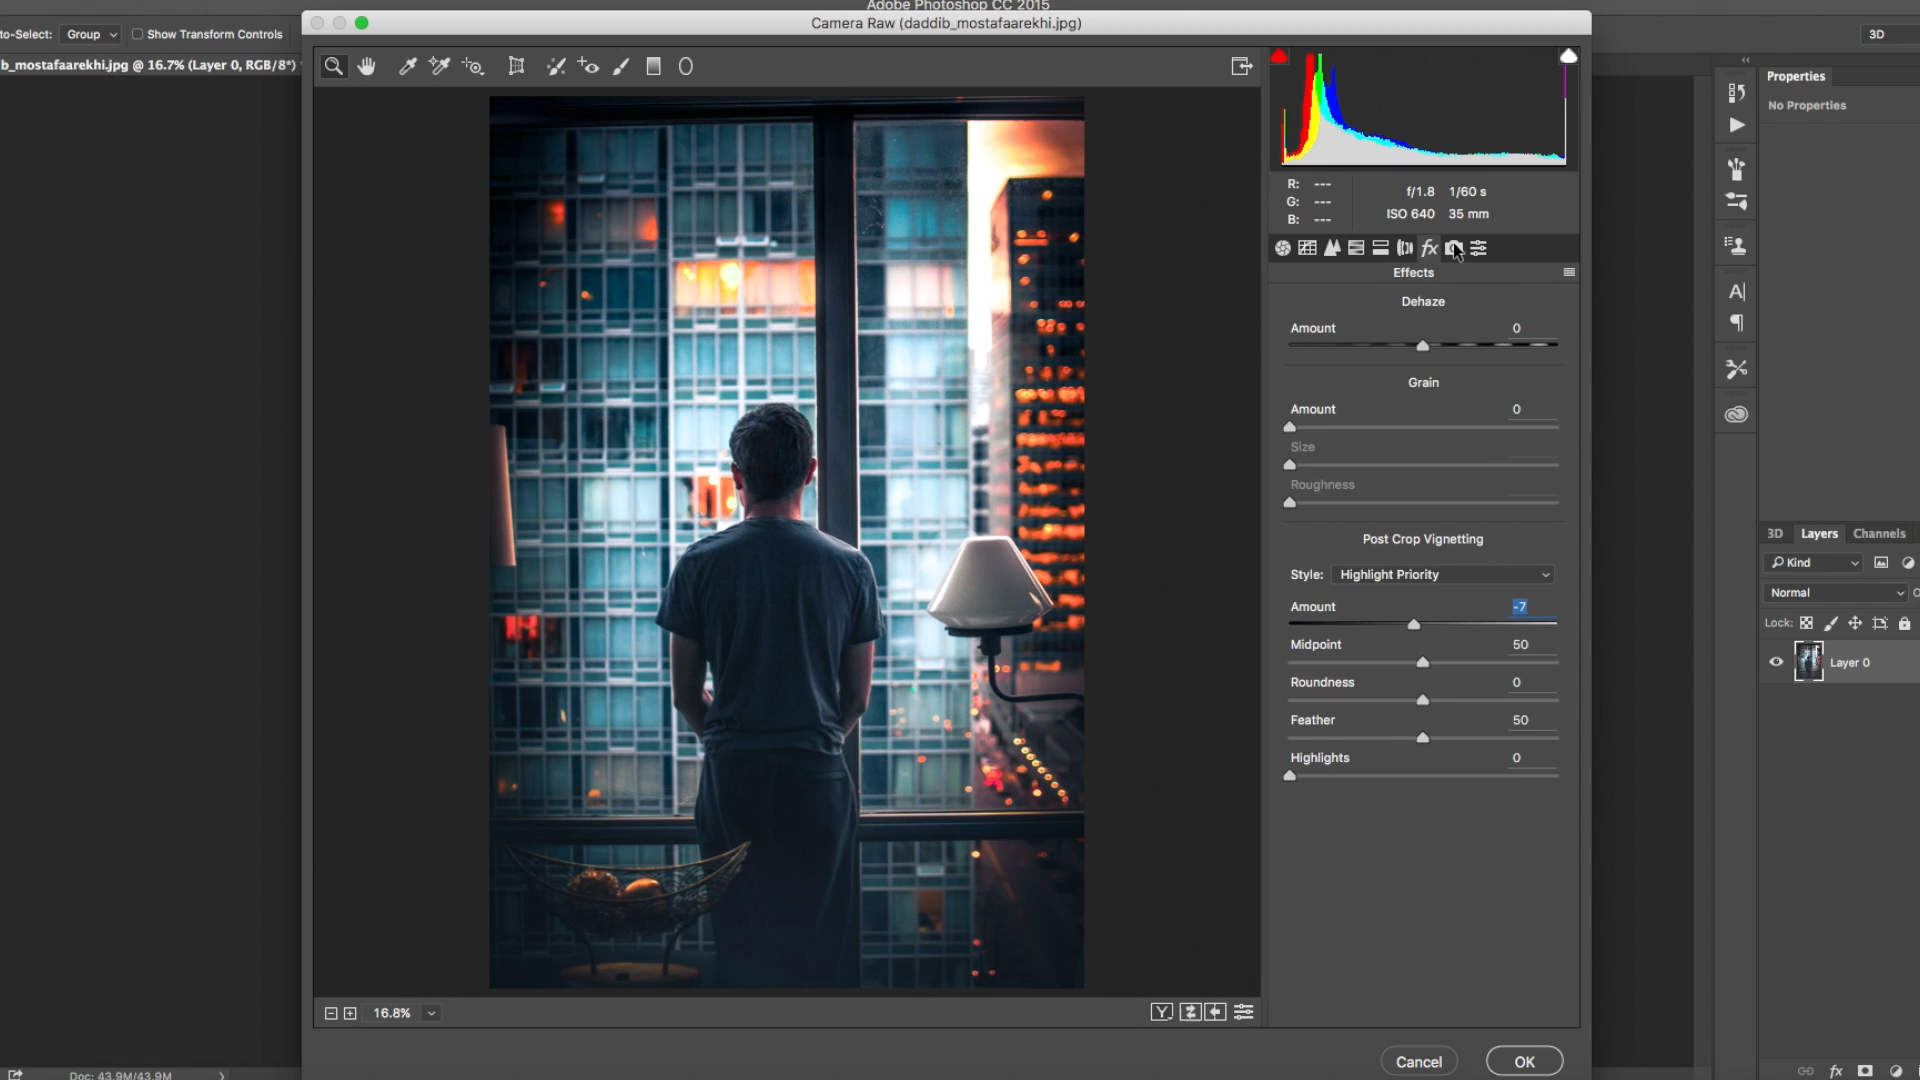 Adobe Photoshop CC 2015
Camera Raw (daddib_mostafaarekhi.jpg)
to-Select: Group Show Transform Controls
3D
b_mostafaarekhi.jpg @ 16.7% (Layer 0, RGB/8*)
Properties
No Properties
R: ---
G: ---
B: ---
f/1.8 1/60 s
ISO 640 35 mm
fx
Effects
Dehaze
Amount 0
Grain
Amount 0
Size
Roughness
Post Crop Vignetting
Style: Highlight Priority
Amount -7
Midpoint 50
Roundness 0
Feather 50
Highlights 0
3D Layers Channels
Kind
Normal
Lock:
Layer 0
16.8%
Y
Cancel OK
Doc: 43.9M/43.9M
fx